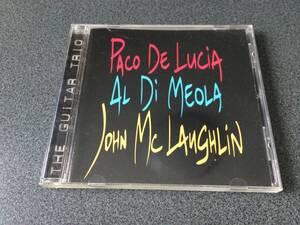 THE GUITAR TRIO
PACO DE LUCIA
AL DI MEOLA
JOHN MC LAUGHLIN